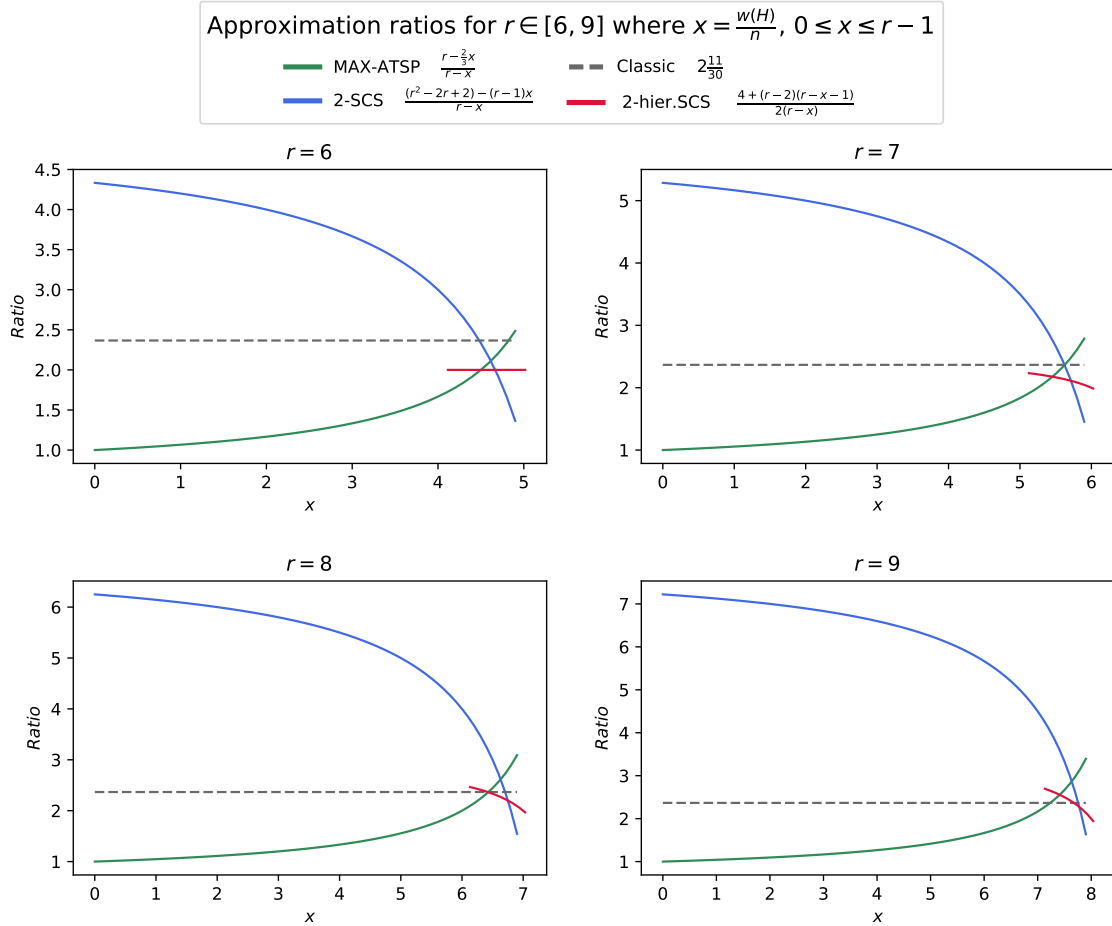 Approximation ratios for r ∈ [6, 9] where x = w(H)/n, 0 ≤ x ≤ r − 1
MAX-ATSP (r − 2/3 x)/(r − x) Classic 2 11/30
2-SCS ((r² − 2r + 2) − (r − 1)x)/(r − x) 2-hier.SCS (4 + (r − 2)(r − x − 1))/(2(r − x))
r = 6
4.5
4.0
3.5
3.0
2.5
2.0
1.5
1.0
Ratio
0 1 2 3 4 5
x
r = 7
5
4
3
2
1
Ratio
0 1 2 3 4 5 6
x
r = 8
6
5
4
3
2
1
Ratio
0 1 2 3 4 5 6 7
x
r = 9
7
6
5
4
3
2
1
Ratio
0 1 2 3 4 5 6 7 8
x